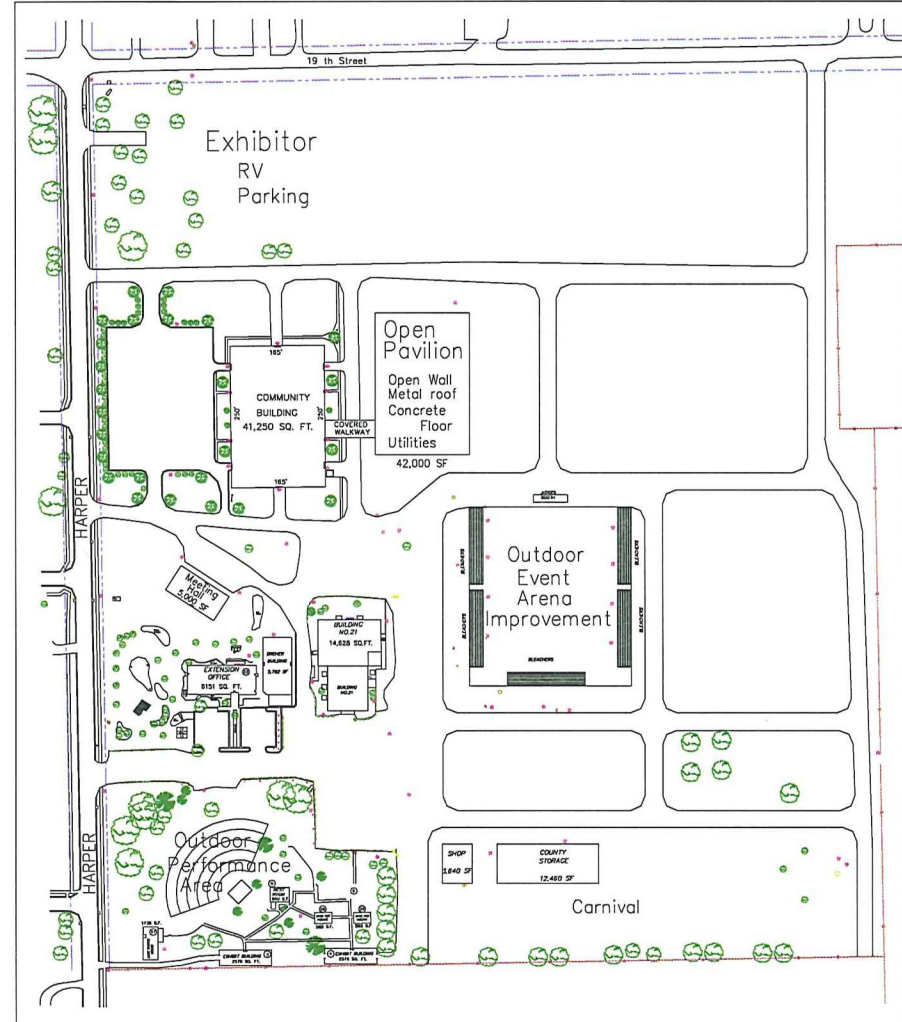 19 th Street
Exhibitor
RV
Parking
165'
COMMUNITY
BUILDING
41,250 SQ. FT.
250'
250'
165'
COVERED
WALKWAY
Open
Pavilion
Open Wall
Metal roof
Concrete
Floor
Utilities
42,000 SF
HARPER
Meeting
Hall
5,000 SF
EXTENSION
OFFICE
6151 SQ. FT.
BUILDING
BUILDING
NO.21
14,628 SQ.FT.
BUILDING
NO.21
BLEACHERS
BLEACHERS
BLEACHERS
BLEACHERS
BLEACHERS
Outdoor
Event
Arena
Improvement
HARPER
Outdoor
Performance
Area
SHOP
COUNTY
STORAGE
12,460 SF
Carnival
EXHIBIT BUILDING
EXHIBIT BUILDING